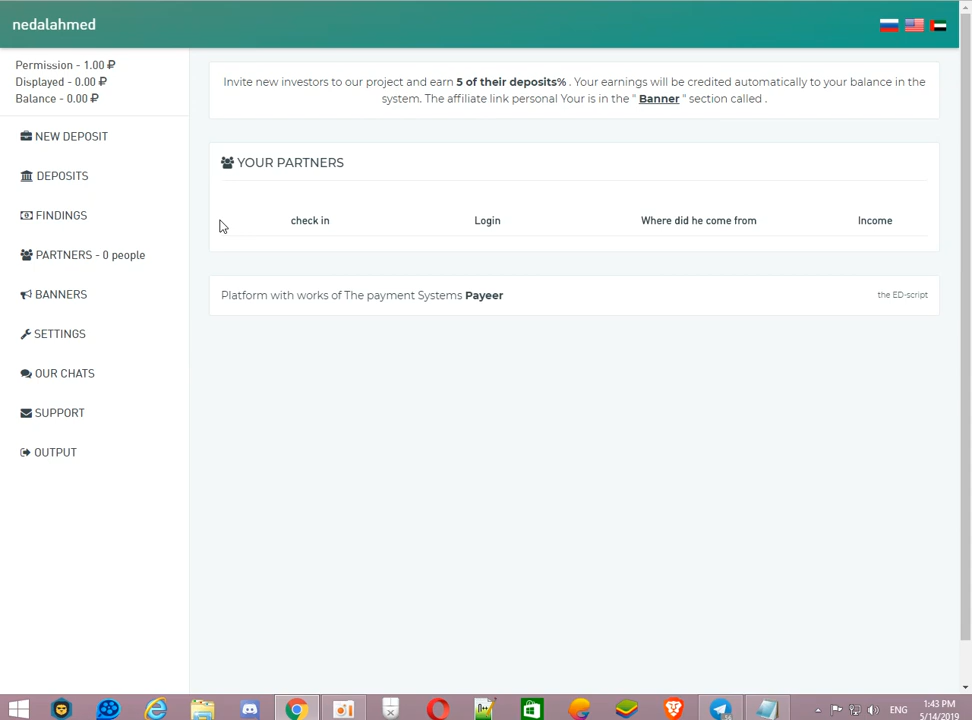 nedalahmed
Permission - 1.00 ₽
Displayed - 0.00 ₽
Balance - 0.00 ₽
NEW DEPOSIT
DEPOSITS
FINDINGS
PARTNERS - 0 people
BANNERS
SETTINGS
OUR CHATS
SUPPORT
OUTPUT
Invite new investors to our project and earn 5 of their deposits% . Your earnings will be credited automatically to your balance in the
system. The affiliate link personal Your is in the " Banner " section called .
YOUR PARTNERS
check in Login Where did he come from Income
Platform with works of The payment Systems Payeer the ED-script
ENG
1:43 PM
5/14/2019